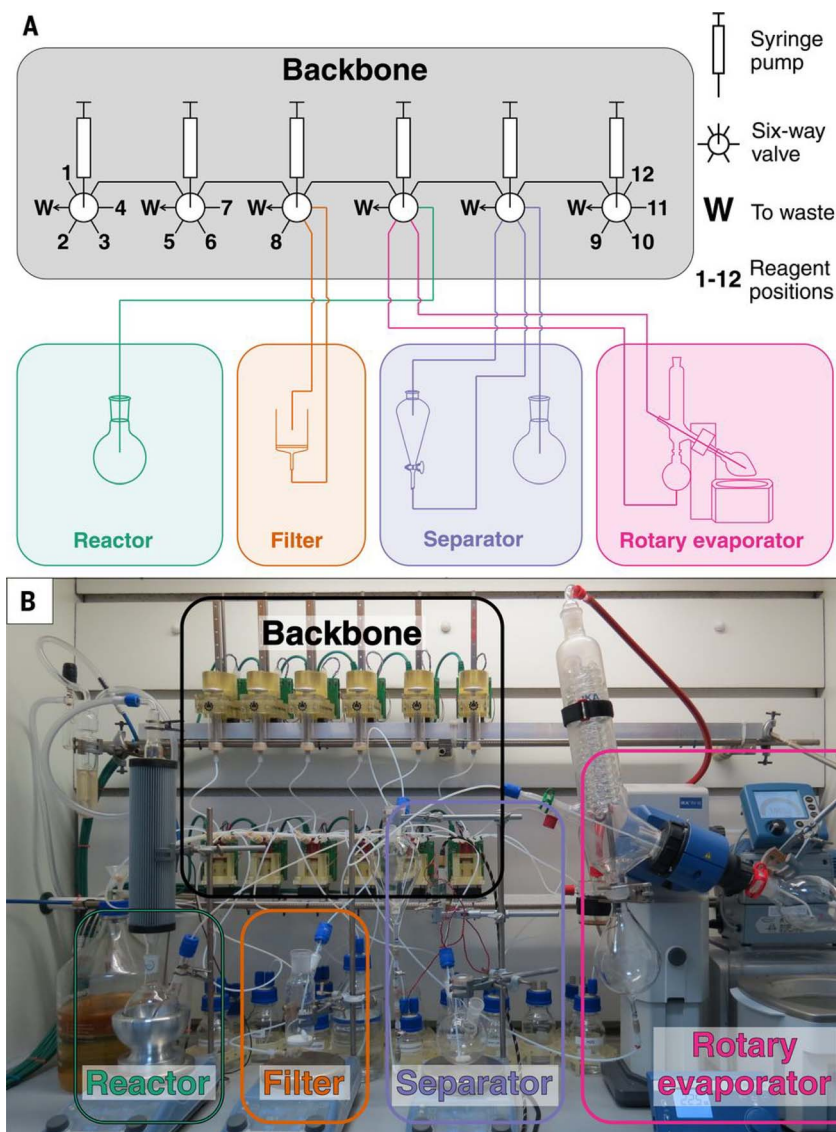 A
Backbone
Syringe
pump
Six-way
valve
W To waste
1-12 Reagent
positions
1
W 4
2 3
W 7
5 6
W
8
W
W
12
W 11
9 10
Reactor
Filter
Separator
Rotary evaporator
B
Backbone
Reactor
Filter
Separator
Rotary
evaporator